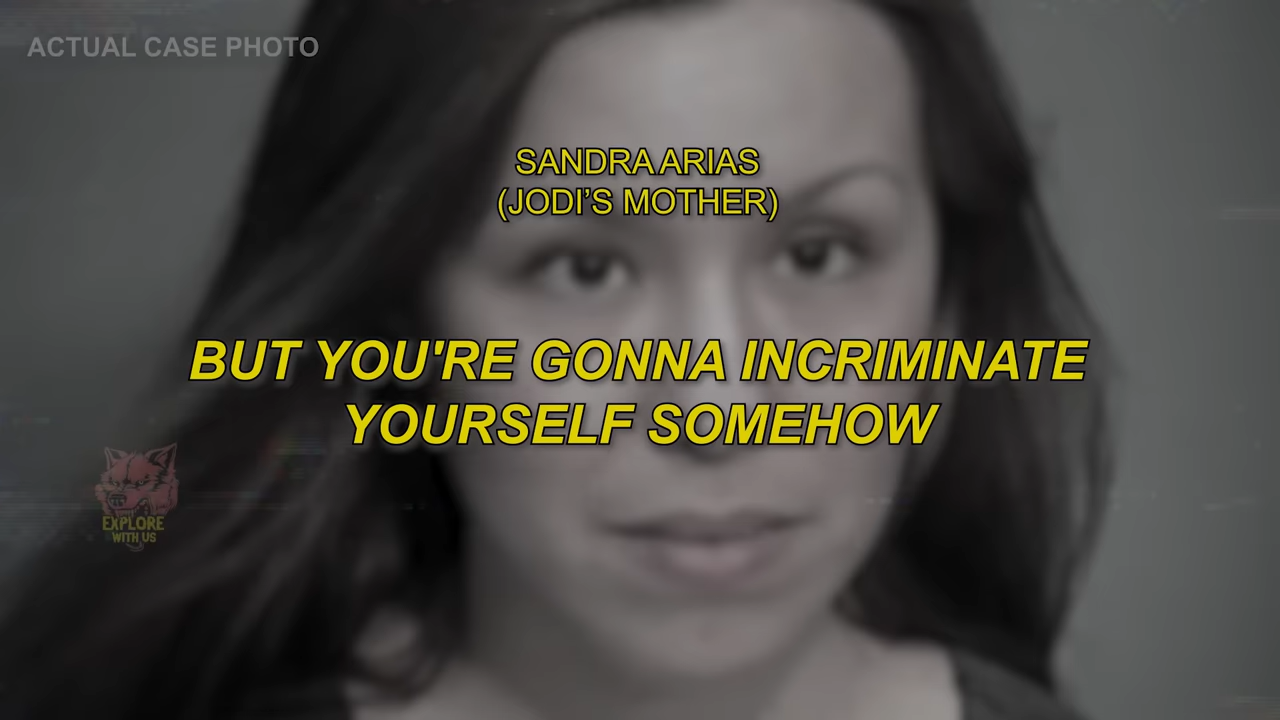 ACTUAL CASE PHOTO
SANDRA ARIAS
(JODI'S MOTHER)
BUT YOU'RE GONNA INCRIMINATE
YOURSELF SOMEHOW
EXPLORE
WITH US